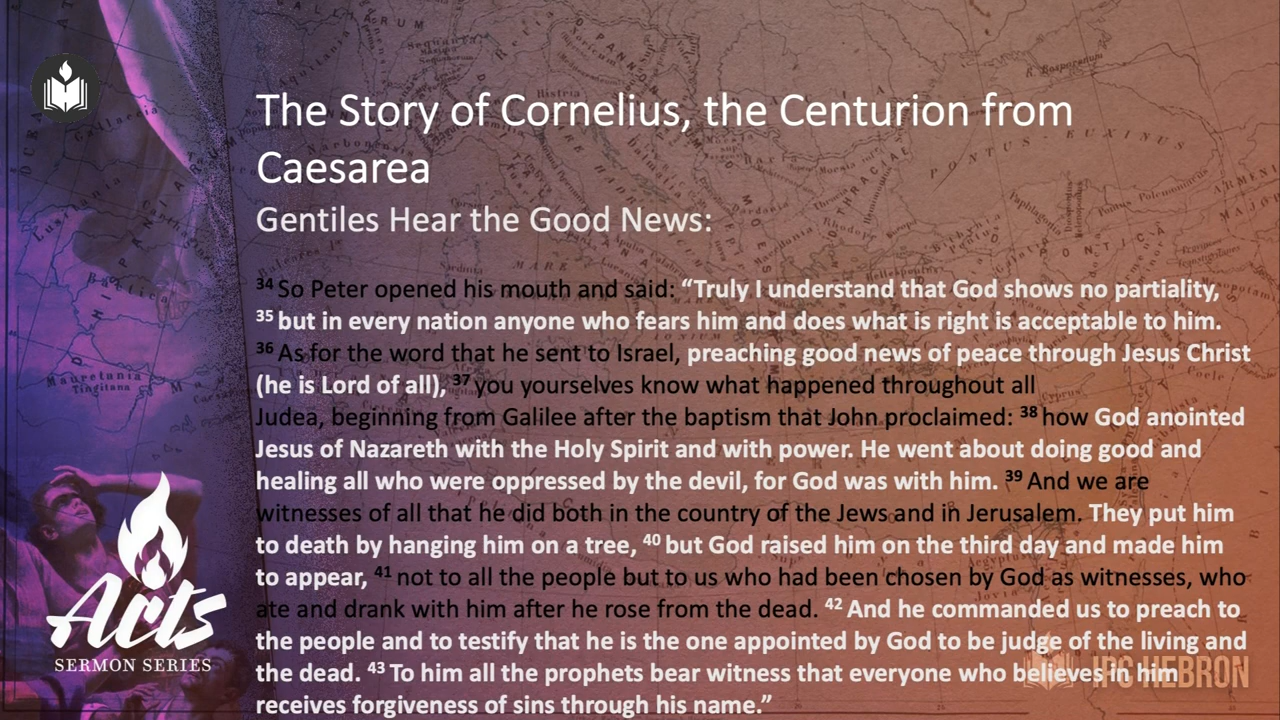 The Story of Cornelius, the Centurion from
Caesarea
Gentiles Hear the Good News:
34 So Peter opened his mouth and said: “Truly I understand that God shows no partiality,
35 but in every nation anyone who fears him and does what is right is acceptable to him.
36 As for the word that he sent to Israel, preaching good news of peace through Jesus Christ
(he is Lord of all), 37 you yourselves know what happened throughout all
Judea, beginning from Galilee after the baptism that John proclaimed: 38 how God anointed
Jesus of Nazareth with the Holy Spirit and with power. He went about doing good and
healing all who were oppressed by the devil, for God was with him. 39 And we are
witnesses of all that he did both in the country of the Jews and in Jerusalem. They put him
to death by hanging him on a tree, 40 but God raised him on the third day and made him
to appear, 41 not to all the people but to us who had been chosen by God as witnesses, who
ate and drank with him after he rose from the dead. 42 And he commanded us to preach to
the people and to testify that he is the one appointed by God to be judge of the living and
the dead. 43 To him all the prophets bear witness that everyone who believes in him
receives forgiveness of sins through his name.”
Acts
SERMON SERIES
IPC HEBRON
Mauretania
Tingitana
PONTUS
EUXINUS